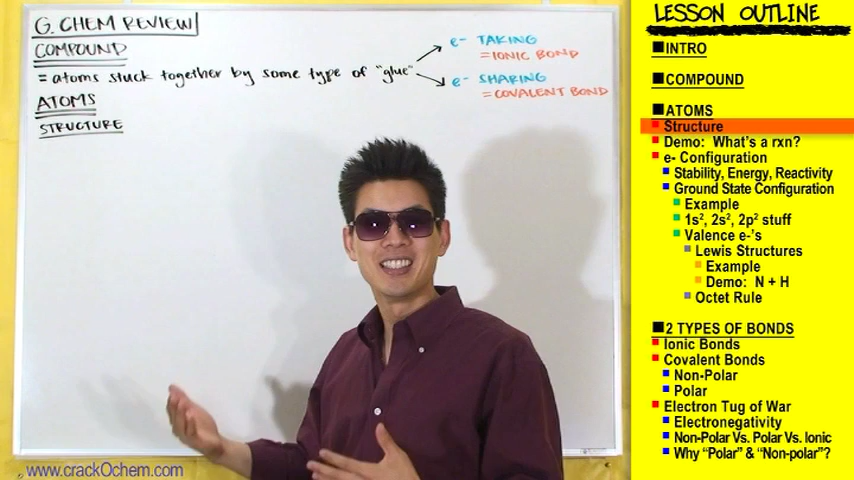 G. CHEM REVIEW
COMPOUND
= atoms stuck together by some type of "glue"
e- TAKING
= IONIC BOND
e- SHARING
= COVALENT BOND
ATOMS
STRUCTURE
www.crackOchem.com
LESSON OUTLINE
INTRO
COMPOUND
ATOMS
Structure
Demo: What's a rxn?
e- Configuration
Stability, Energy, Reactivity
Ground State Configuration
Example
1s², 2s², 2p² stuff
Valence e-'s
Lewis Structures
Example
Demo: N + H
Octet Rule
2 TYPES OF BONDS
Ionic Bonds
Covalent Bonds
Non-Polar
Polar
Electron Tug of War
Electronegativity
Non-Polar Vs. Polar Vs. Ionic
Why "Polar" & "Non-polar"?